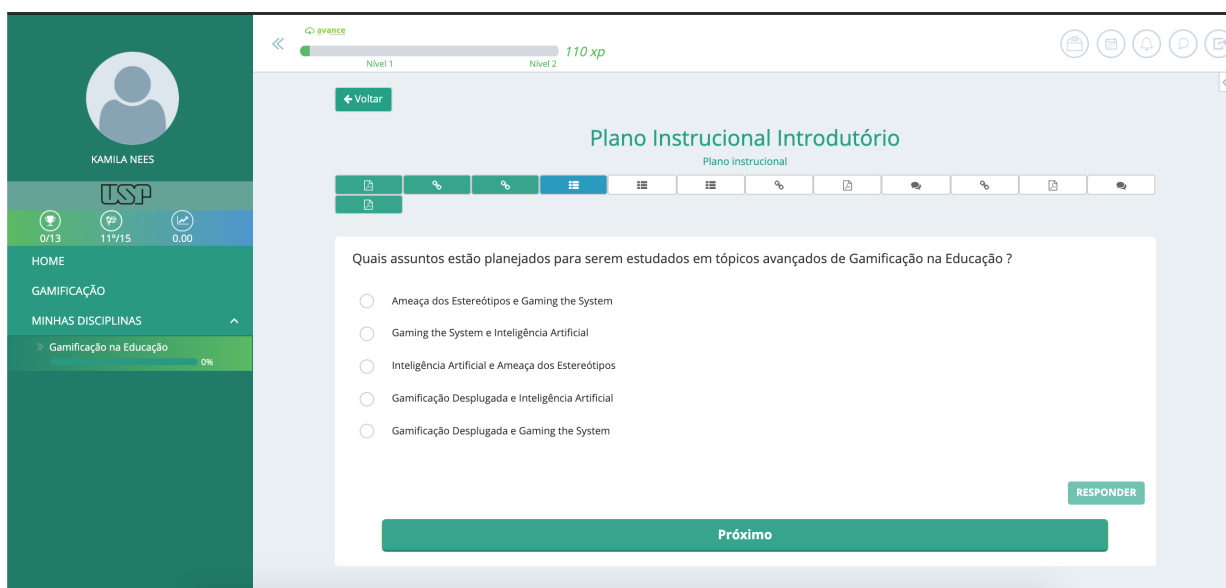 avance
110 xp
Nível 1
Nível 2
KAMILA NEES
USP
0/13
11º/15
0.00
HOME
GAMIFICAÇÃO
MINHAS DISCIPLINAS
Gamificação na Educação
0%
Voltar
Plano Instrucional Introdutório
Plano instrucional
Quais assuntos estão planejados para serem estudados em tópicos avançados de Gamificação na Educação ?
Ameaça dos Estereótipos e Gaming the System
Gaming the System e Inteligência Artificial
Inteligência Artificial e Ameaça dos Estereótipos
Gamificação Desplugada e Inteligência Artificial
Gamificação Desplugada e Gaming the System
RESPONDER
Próximo